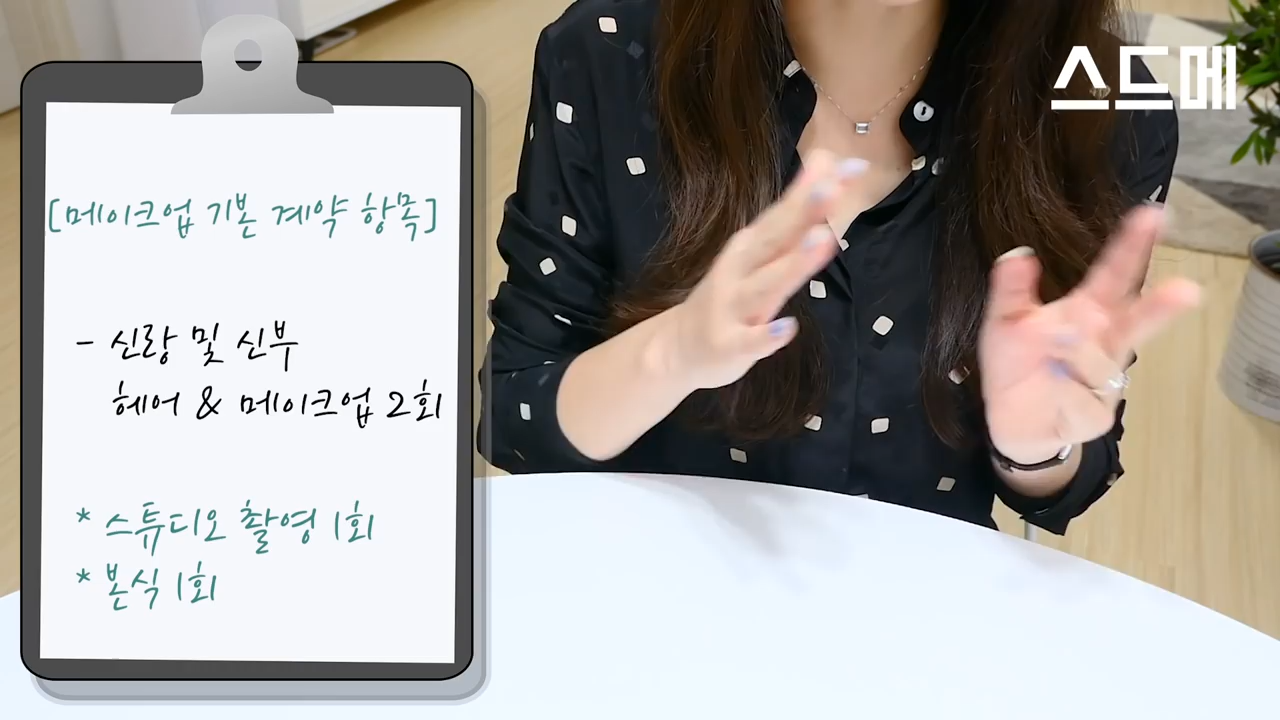 [메이크업 기본 계약 항목]
- 신랑 및 신부
헤어 & 메이크업 2회
* 스튜디오 촬영 1회
* 본식 1회
스드메